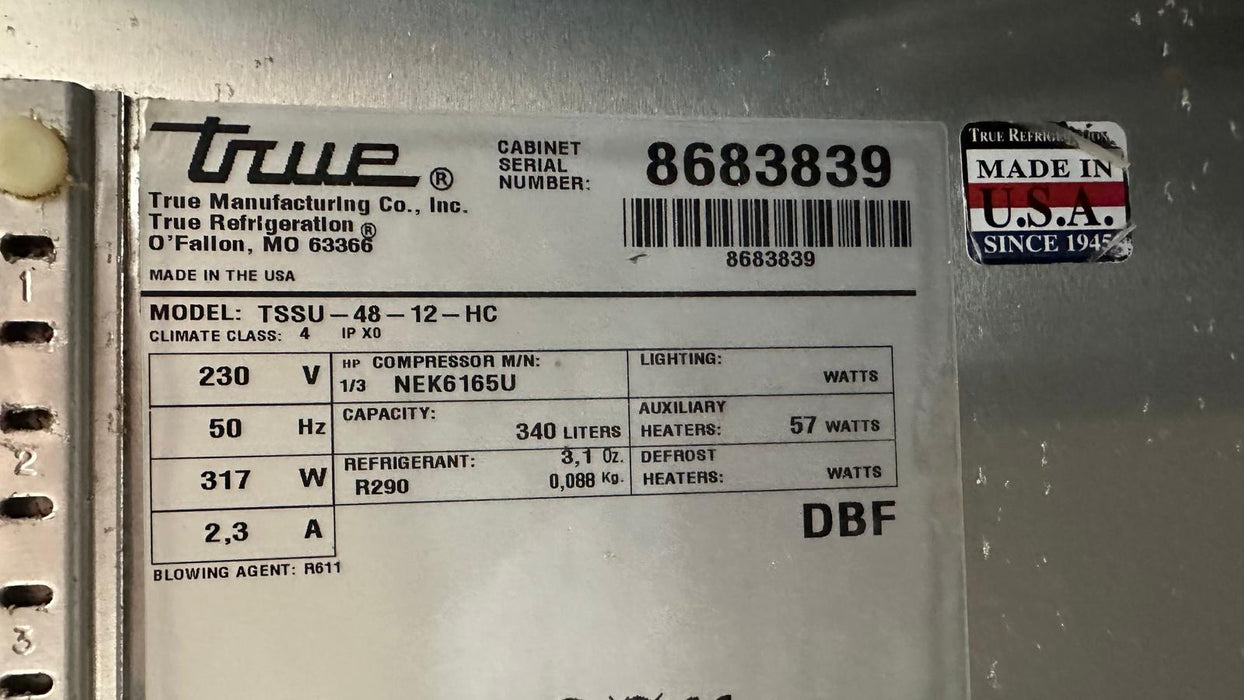 true®
True Manufacturing Co., Inc.
True Refrigeration ®
O'Fallon, MO 63366
MADE IN THE USA
CABINET
SERIAL
NUMBER:
8683839
8683839
TRUE REFRIGERATION
MADE IN
U.S.A.
SINCE 1945
MODEL: TSSU-48-12-HC
CLIMATE CLASS: 4 IP X0
230 V
50 Hz
317 W
2,3 A
HP COMPRESSOR M/N:
1/3 NEK6165U
CAPACITY:
340 LITERS
REFRIGERANT: 3,1 Oz.
R290 0,088 Kg.
LIGHTING:
WATTS
AUXILIARY
HEATERS: 57 WATTS
DEFROST
HEATERS: WATTS
DBF
BLOWING AGENT: R611
1
2
3